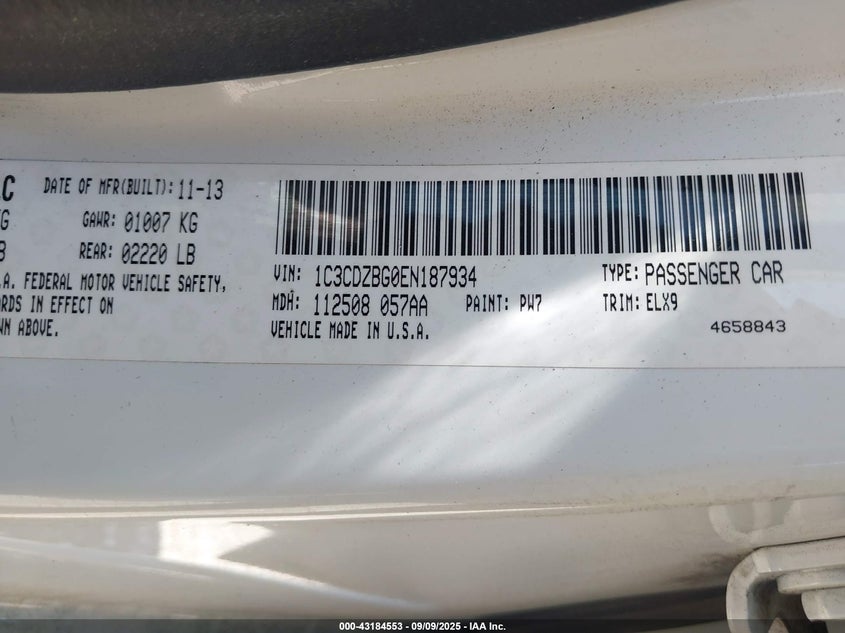 LC DATE OF MFR(BUILT): 11-13
G GAWR: 01007 KG
B REAR: 02220 LB
.A. FEDERAL MOTOR VEHICLE SAFETY,
RDS IN EFFECT ON
WN ABOVE.
VIN: 1C3CDZBG0EN187934 TYPE: PASSENGER CAR
MDH: 112508 057AA PAINT: PW7 TRIM: ELX9
VEHICLE MADE IN U.S.A.
4658843
000-43184553 — 09/09/2025 — IAA Inc.